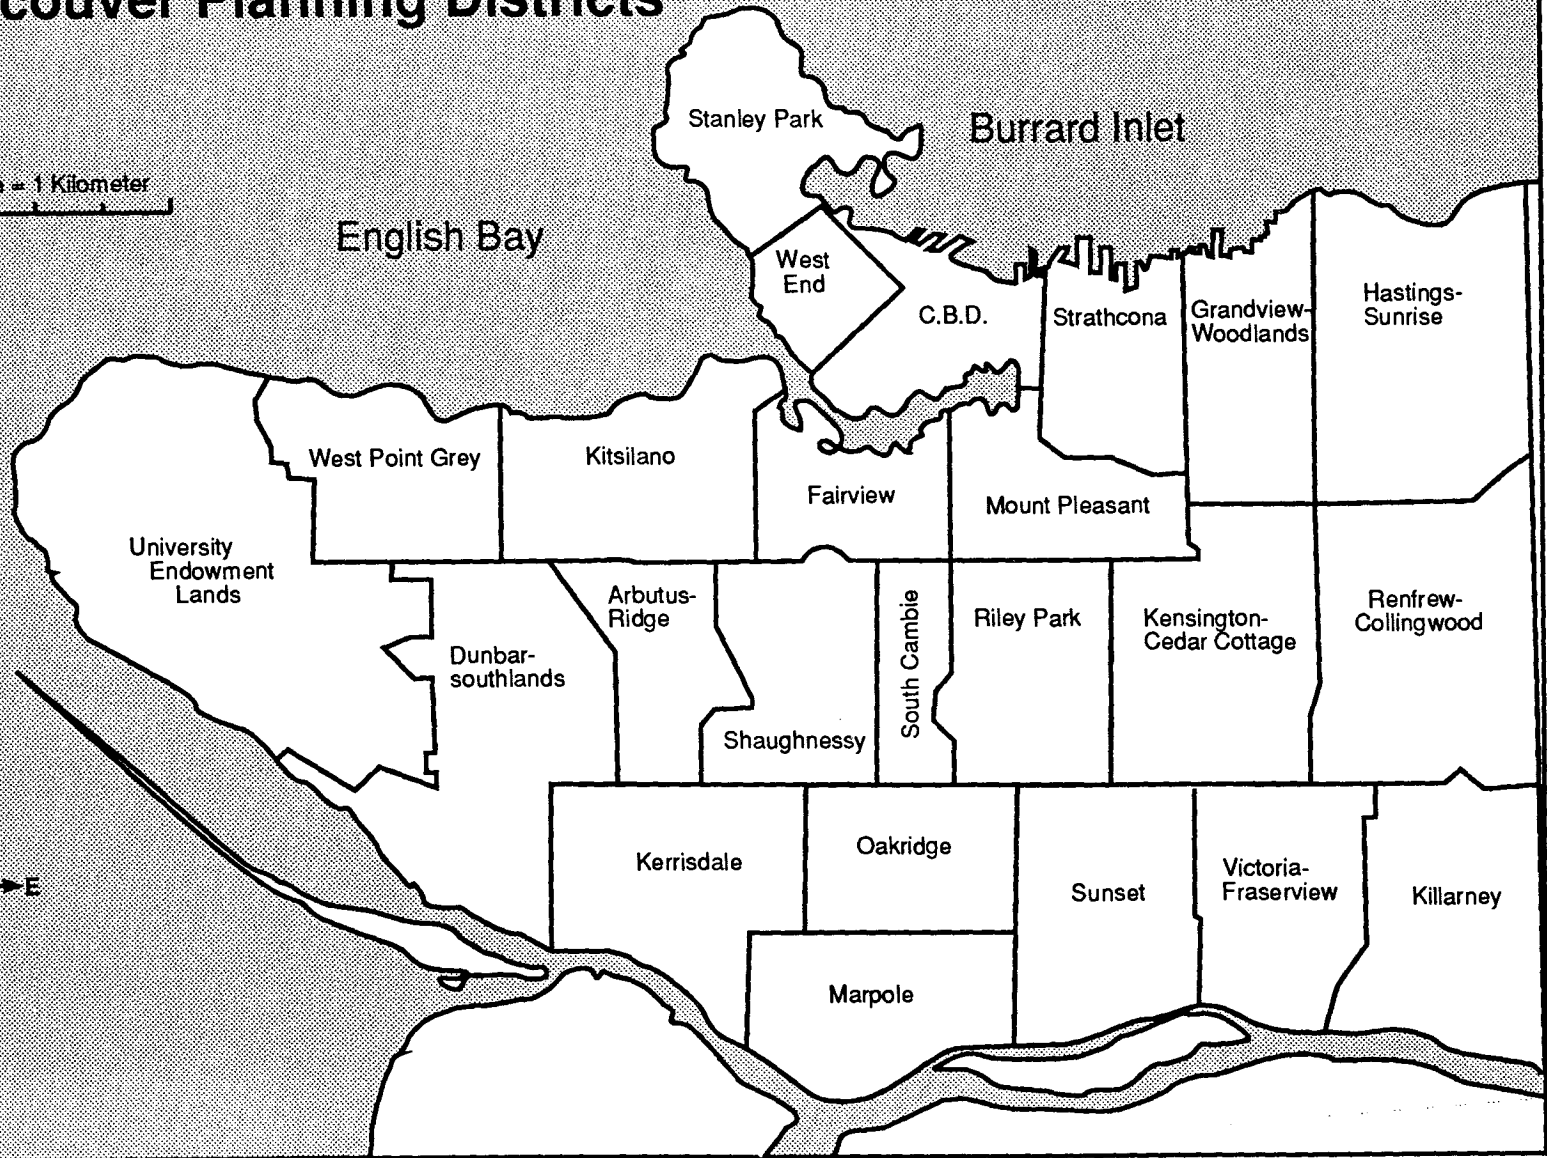 couver Planning Districts
Stanley Park
Burrard Inlet
= 1 Kilometer
English Bay
West
End
C.B.D.
Strathcona
Grandview-
Woodlands
Hastings-
Sunrise
West Point Grey
Kitsilano
Fairview
Mount Pleasant
University
Endowment
Lands
Arbutus-
Ridge
South Cambie
Riley Park
Kensington-
Cedar Cottage
Renfrew-
Collingwood
Dunbar-
southlands
Shaughnessy
Kerrisdale
Oakridge
Sunset
Victoria-
Fraserview
Killarney
E
Marpole